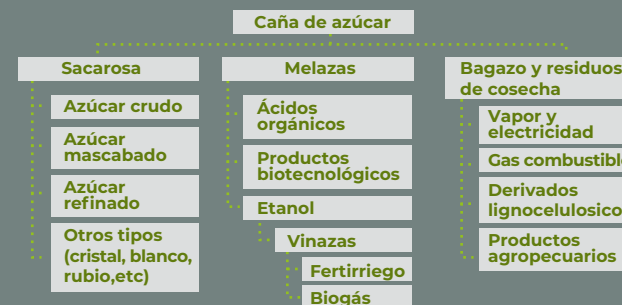 Caña de azúcar
Sacarosa
Azúcar crudo
Azúcar
mascabado
Azúcar
refinado
Otros tipos
(cristal, blanco,
rubio,etc)
Melazas
Ácidos
orgánicos
Productos
biotecnológicos
Etanol
Vinazas
Fertirriego
Biogás
Bagazo y residuos
de cosecha
Vapor y
electricidad
Gas combustible
Derivados
lignocelulosico
Productos
agropecuarios